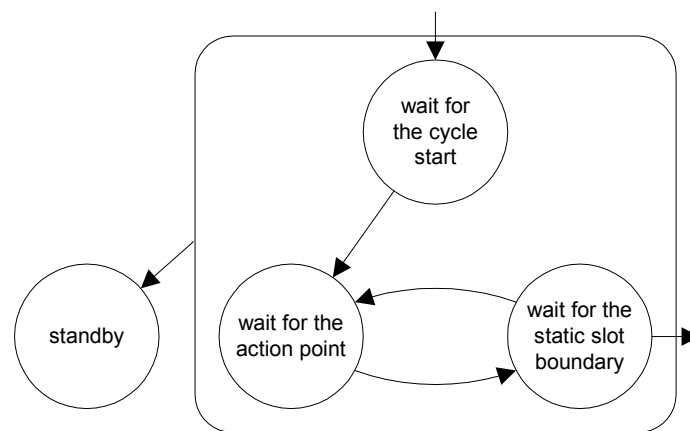 wait for
the cycle
start
standby
wait for the
action point
wait for the
static slot
boundary